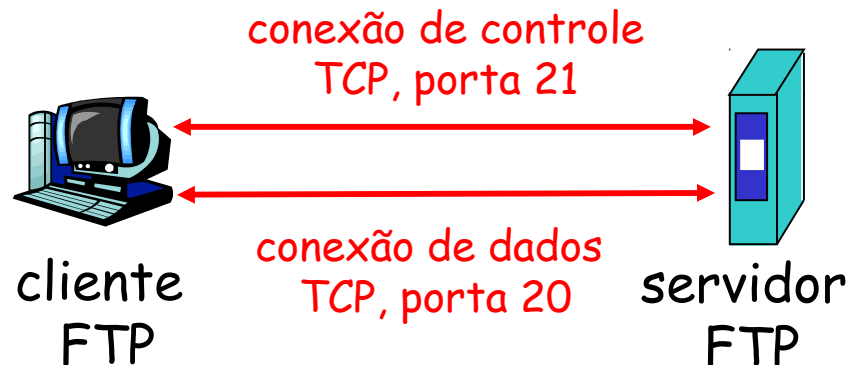 conexão de controle
TCP, porta 21
conexão de dados
TCP, porta 20
cliente
FTP
servidor
FTP